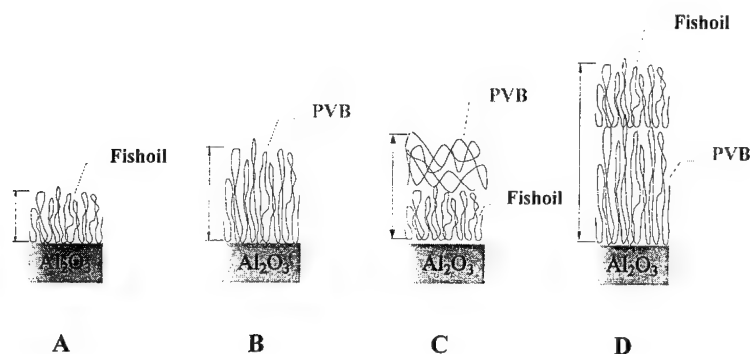 Fishoil
PVB
PVB
Fishoil
Fishoil
PVB
Al₂O₃
Al₂O₃
Al₂O₃
Al₂O₃
A
B
C
D